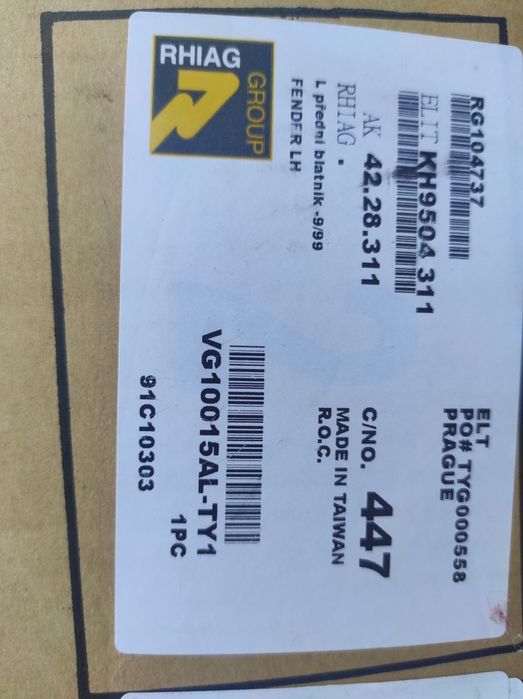 RG104737
ELIT KH9504 311
AK 42.28.311
RHIAG .
L přední blatník -9/99
FENDER LH
RHIAG
GROUP
ELT
PO# TYG000558
PRAGUE
C/NO. 447
MADE IN TAIWAN
R.O.C.
VG10015AL-TY1
1PC
91C10303